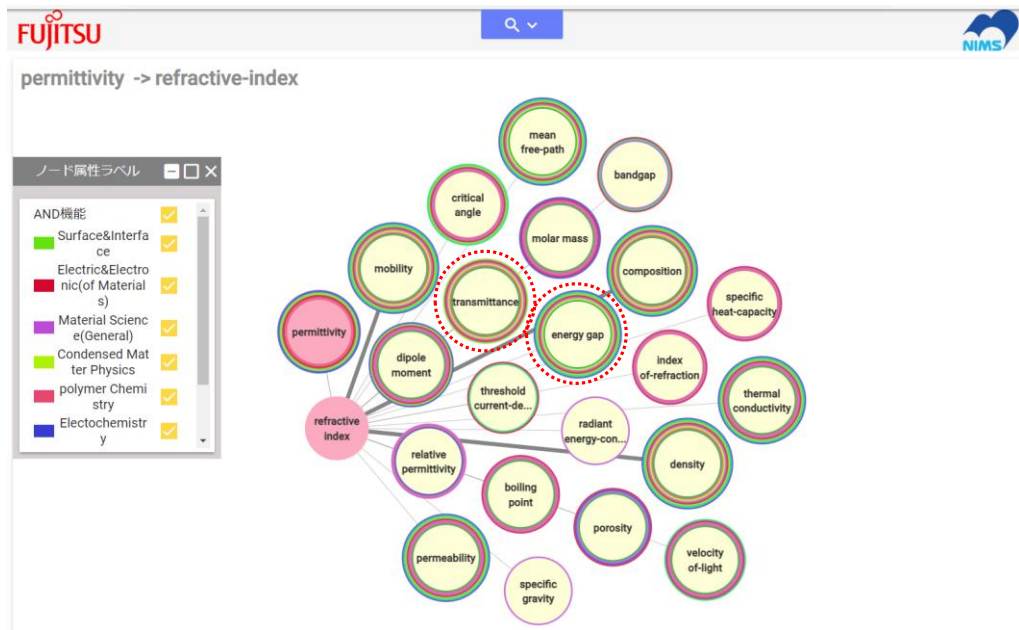 FUJITSU
NIMS
permittivity -> refractive-index
ノード属性ラベル
AND機能
Surface&Interfa
ce
Electric&Electro
nic(of Material
s)
Material Scienc
e(General)
Condensed Mat
ter Physics
polymer Chemi
stry
Electochemistr
y
mean
free-path
bandgap
critical
angle
molar mass
mobility
composition
transmittance
specific
heat-capacity
permittivity
energy gap
dipole
moment
index
of-refraction
threshold
current-de...
thermal
conductivity
refractive
index
radiant
energy-con...
relative
permittivity
density
boiling
point
porosity
permeability
velocity
of-light
specific
gravity